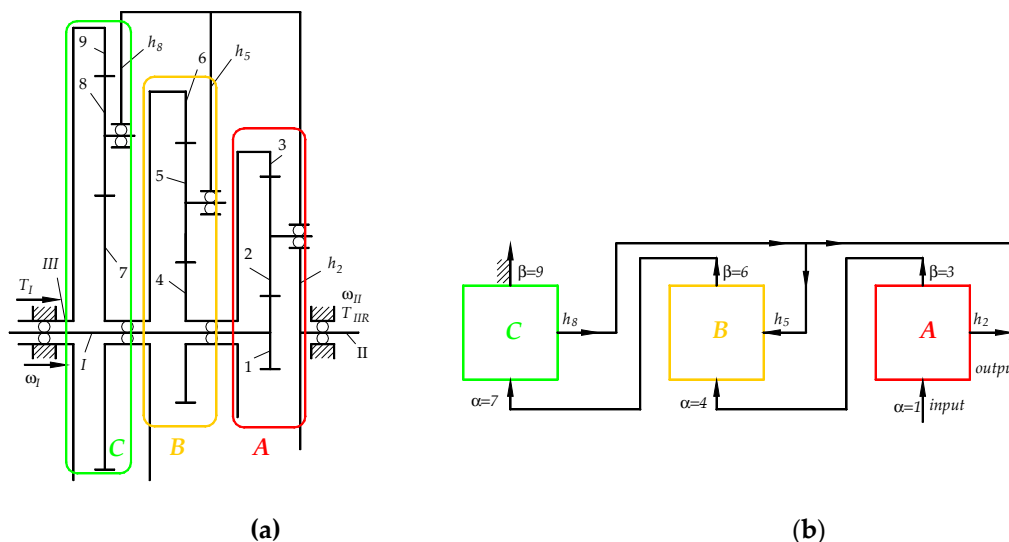 9
h8
6
h5
8
3
5
2
7
4
h2
III
TI
ωII
TIIR
I
II
1
ωI
C
B
A
(a)
β=9
β=6
β=3
C
h8
B
h5
A
h2
output
α=7
α=4
α=1
input
(b)